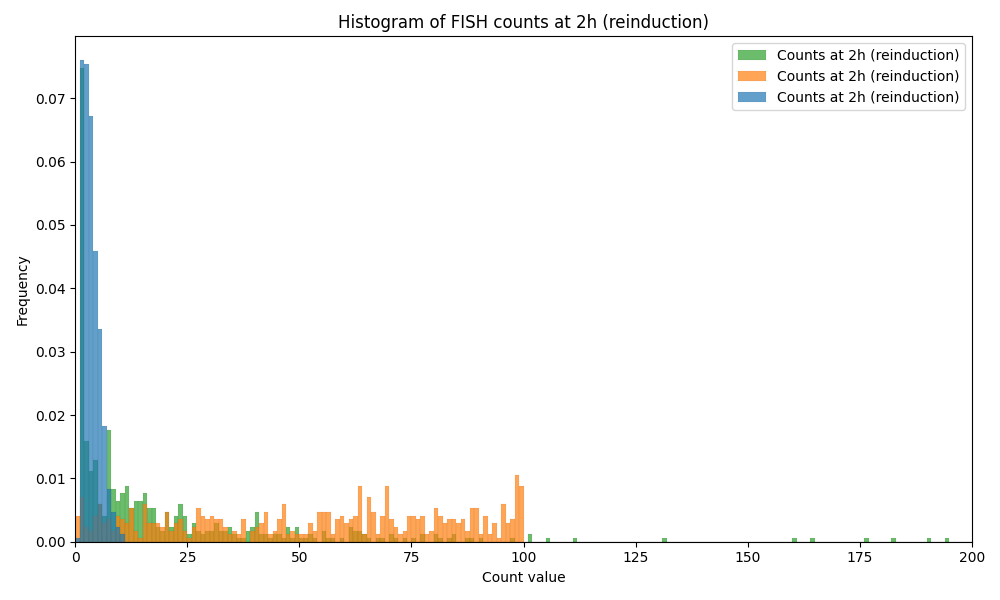 Histogram of FISH counts at 2h (reinduction)
Counts at 2h (reinduction)
Counts at 2h (reinduction)
Counts at 2h (reinduction)
Frequency
0.07
0.06
0.05
0.04
0.03
0.02
0.01
0.00
0 25 50 75 100 125 150 175 200
Count value